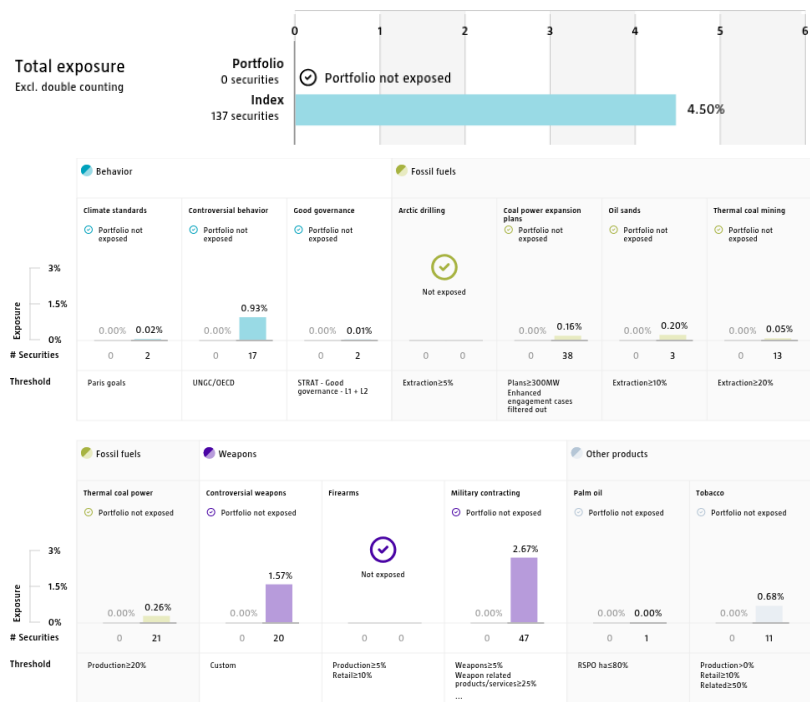 0 1 2 3 4 5 6
Total exposure
Excl. double counting
Portfolio
0 securities
Portfolio not exposed
Index
137 securities
4.50%
Behavior
Fossil fuels
Climate standards
Portfolio not
exposed
Controversial behavior
Portfolio not
exposed
Good governance
Portfolio not
exposed
Arctic drilling
Not exposed
Coal power expansion
plans
Portfolio not
exposed
Oil sands
Portfolio not
exposed
Thermal coal mining
Portfolio not
exposed
Exposure
3%
1.5%
0%
0.00% 0.02%
0.00% 0.93%
0.00% 0.01%
0.00% 0.16%
0.00% 0.20%
0.00% 0.05%
# Securities 0 2 0 17 0 2 0 0 0 38 0 3 0 13
Threshold
Paris goals
UNGC/OECD
STRAT - Good
governance - L1 + L2
Extraction≥5%
Plans≥300MW
Enhanced
engagement cases
filtered out
Extraction≥10%
Extraction≥20%
Fossil fuels
Weapons
Other products
Thermal coal power
Portfolio not exposed
Controversial weapons
Portfolio not exposed
Firearms
Not exposed
Military contracting
Portfolio not exposed
Palm oil
Portfolio not exposed
Tobacco
Portfolio not exposed
Exposure
3%
1.5%
0%
0.00% 0.26%
0.00% 1.57%
0.00% 2.67%
0.00% 0.00%
0.00% 0.68%
# Securities 0 21 0 20 0 0 0 47 0 1 0 11
Threshold
Production≥20%
Custom
Production≥5%
Retail≥10%
Weapons≥5%
Weapon related
products/services≥25%
...
RSPO ha≤80%
Production>0%
Retail≥10%
Related≥50%